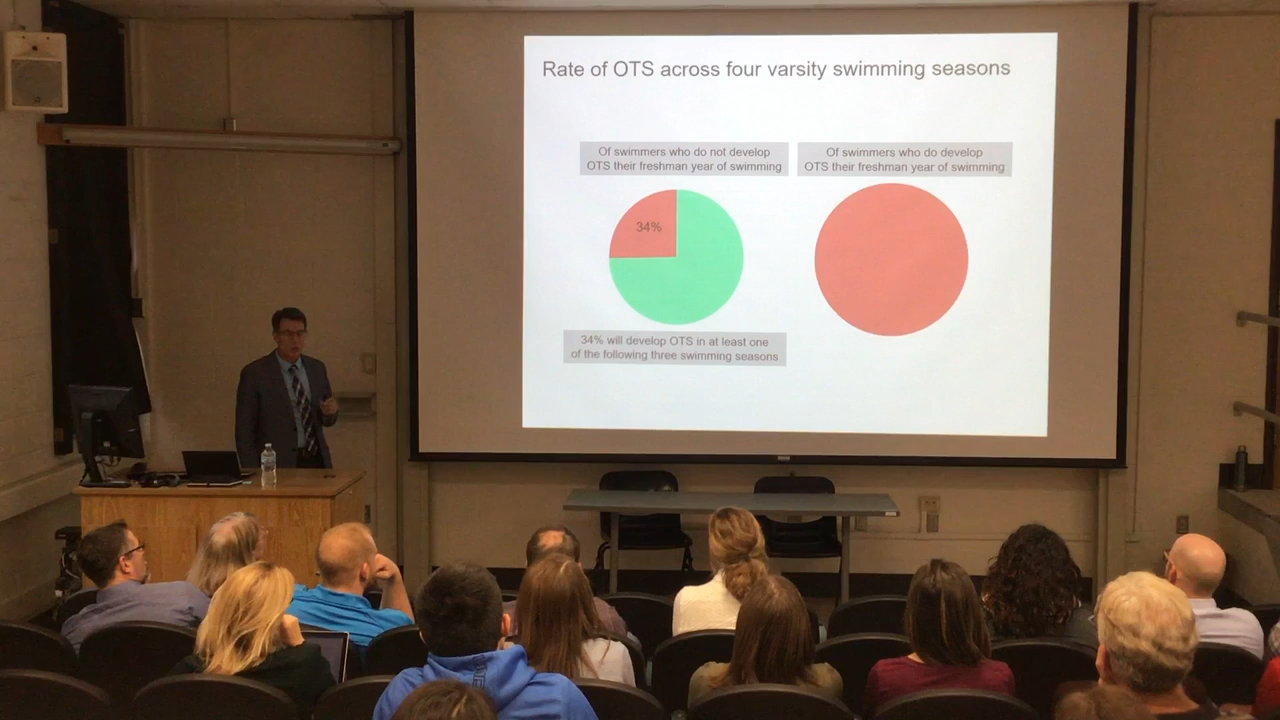 Rate of OTS across four varsity swimming seasons
Of swimmers who do not develop
OTS their freshman year of swimming
Of swimmers who do develop
OTS their freshman year of swimming
34%
34% will develop OTS in at least one
of the following three swimming seasons